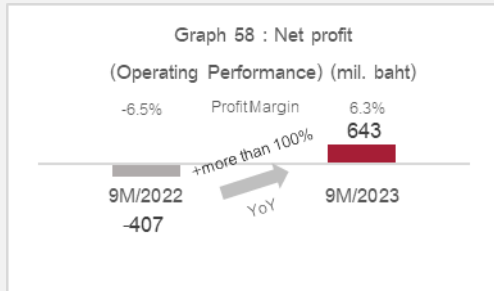 Graph 58 : Net profit
(Operating Performance) (mil. baht)
-6.5% ProfitMargin 6.3%
+more than 100% 643
9M/2022 9M/2023
-407 YoY